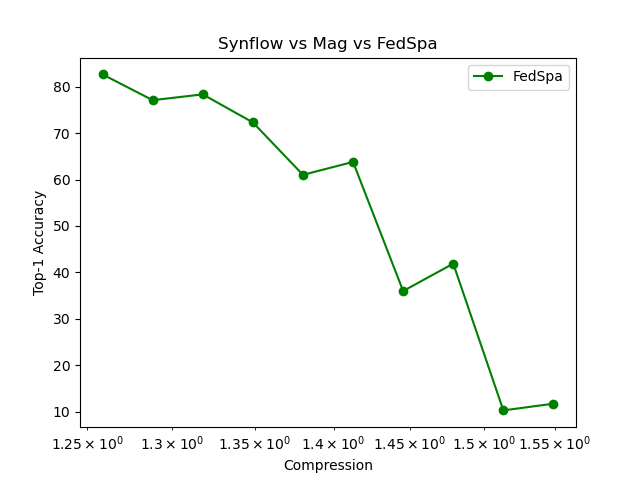 Synflow vs Mag vs FedSpa
FedSpa
Top-1 Accuracy
80
70
60
50
40
30
20
10
1.25 × 10⁰ 1.3 × 10⁰ 1.35 × 10⁰ 1.4 × 10⁰ 1.45 × 10⁰ 1.5 × 10⁰ 1.55 × 10⁰
Compression